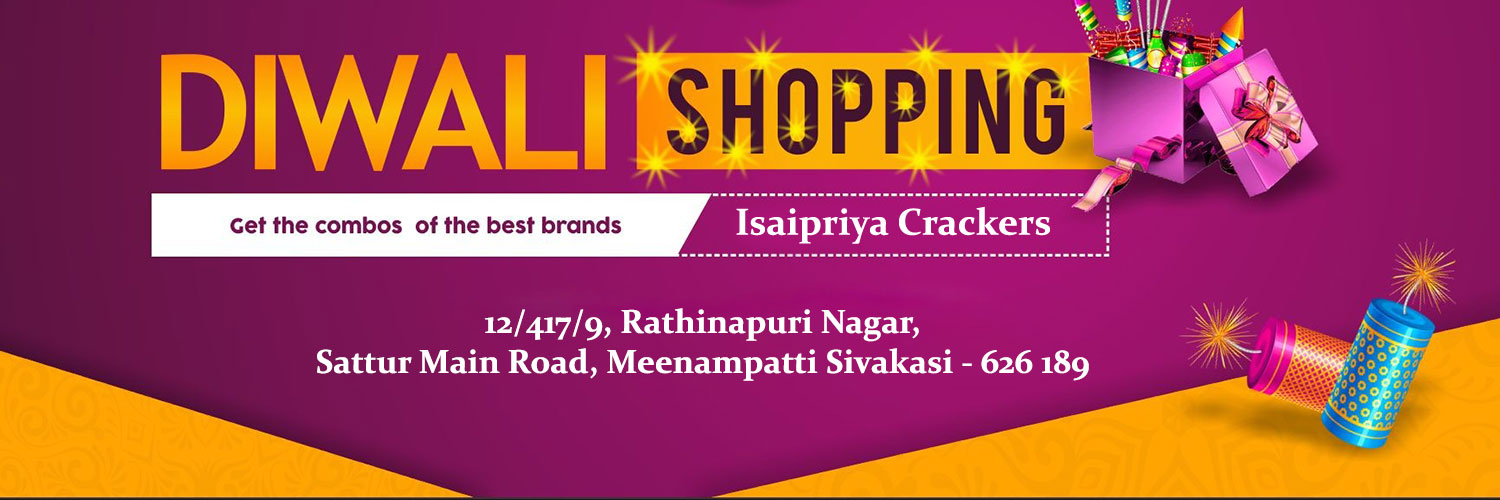 DIWALI SHOPPING
Get the combos of the best brands
Isaipriya Crackers
12/417/9, Rathinapuri Nagar,
Sattur Main Road, Meenampatti Sivakasi - 626 189